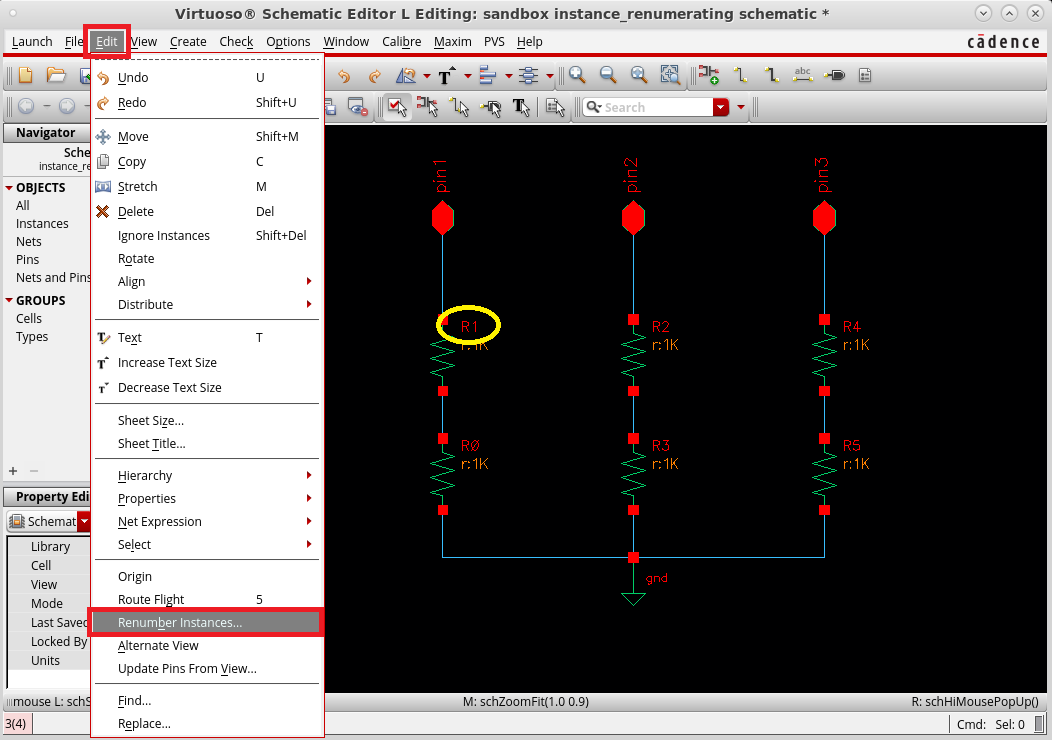 Virtuoso® Schematic Editor L Editing: sandbox instance_renumerating schematic *
Launch File Edit View Create Check Options Window Calibre Maxim PVS Help
cādence
T
abc
T
Search
Navigator
Sche
instance_re
OBJECTS
All
Instances
Nets
Pins
Nets and Pins
GROUPS
Cells
Types
+ −
Property Edi
Schemat
Library
Cell
View
Mode
Last Saved
Locked By
Units
Undo U
Redo Shift+U
Move Shift+M
Copy C
Stretch M
Delete Del
Ignore Instances Shift+Del
Rotate
Align
Distribute
Text T
Increase Text Size
Decrease Text Size
Sheet Size...
Sheet Title...
Hierarchy
Properties
Net Expression
Select
Origin
Route Flight 5
Renumber Instances...
Alternate View
Update Pins From View...
Find...
Replace...
pin1 pin2 pin3
R1 R2 R4
r:1K r:1K r:1K
R0 R3 R5
r:1K r:1K r:1K
gnd
mouse L: schS M: schZoomFit(1.0 0.9) R: schHiMousePopUp()
3(4) Cmd: Sel: 0